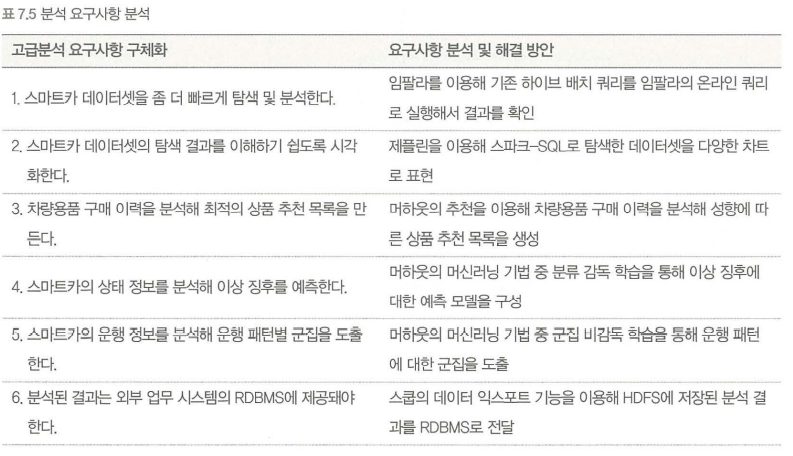 표 7.5 분석 요구사항 분석
고급분석 요구사항 구체화
요구사항 분석 및 해결 방안
1. 스마트카 데이터셋을 좀 더 빠르게 탐색 및 분석한다.
임팔라를 이용해 기존 하이브 배치 쿼리를 임팔라의 온라인 쿼리
로 실행해서 결과를 확인
2. 스마트카 데이터셋의 탐색 결과를 이해하기 쉽도록 시각
화한다.
제플린을 이용해 스파크-SQL로 탐색한 데이터셋을 다양한 차트
로 표현
3. 차량용품 구매 이력을 분석해 최적의 상품 추천 목록을 만
든다.
머하웃의 추천을 이용해 차량용품 구매 이력을 분석해 성향에 따
른 상품 추천 목록을 생성
4. 스마트카의 상태 정보를 분석해 이상 징후를 예측한다.
머하웃의 머신러닝 기법 중 분류 감독 학습을 통해 이상 징후에
대한 예측 모델을 구성
5. 스마트카의 운행 정보를 분석해 운행 패턴별 군집을 도출
한다.
머하웃의 머신러닝 기법 중 군집 비감독 학습을 통해 운행 패턴
에 대한 군집을 도출
6. 분석된 결과는 외부 업무 시스템의 RDBMS에 제공돼야
한다.
스쿱의 데이터 익스포트 기능을 이용해 HDFS에 저장된 분석 결
과를 RDBMS로 전달